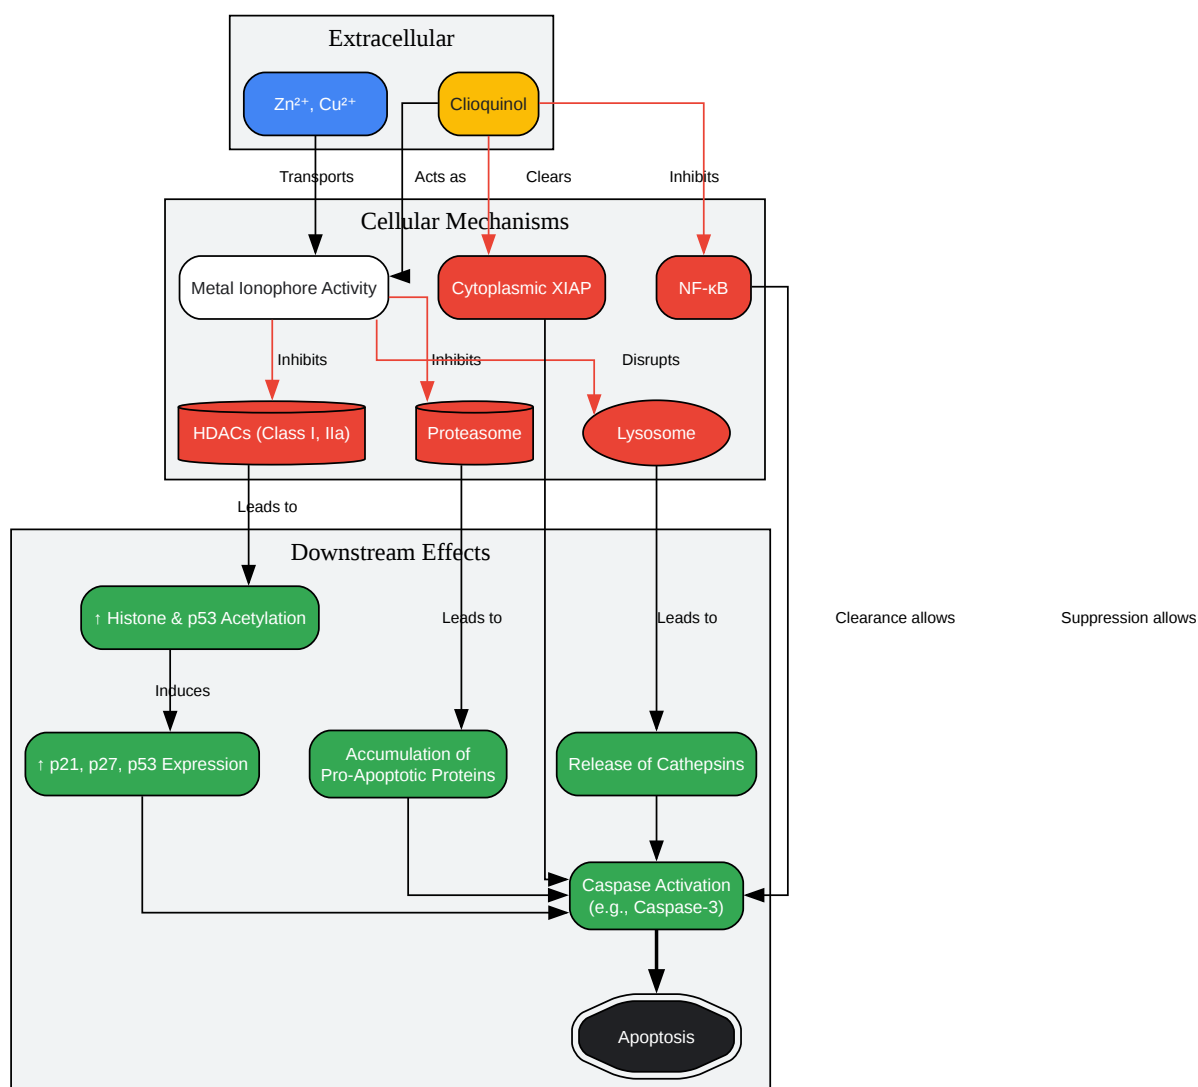 Extracellular
Zn²⁺, Cu²⁺
Clioquinol
Transports
Acts as
Clears
Inhibits
Cellular Mechanisms
Metal Ionophore Activity
Cytoplasmic XIAP
NF-κB
Inhibits
Inhibits
Disrupts
HDACs (Class I, IIa)
Proteasome
Lysosome
Leads to
Downstream Effects
↑ Histone & p53 Acetylation
Leads to
Leads to
Clearance allows
Suppression allows
Induces
↑ p21, p27, p53 Expression
Accumulation of
Pro-Apoptotic Proteins
Release of Cathepsins
Caspase Activation
(e.g., Caspase-3)
Apoptosis